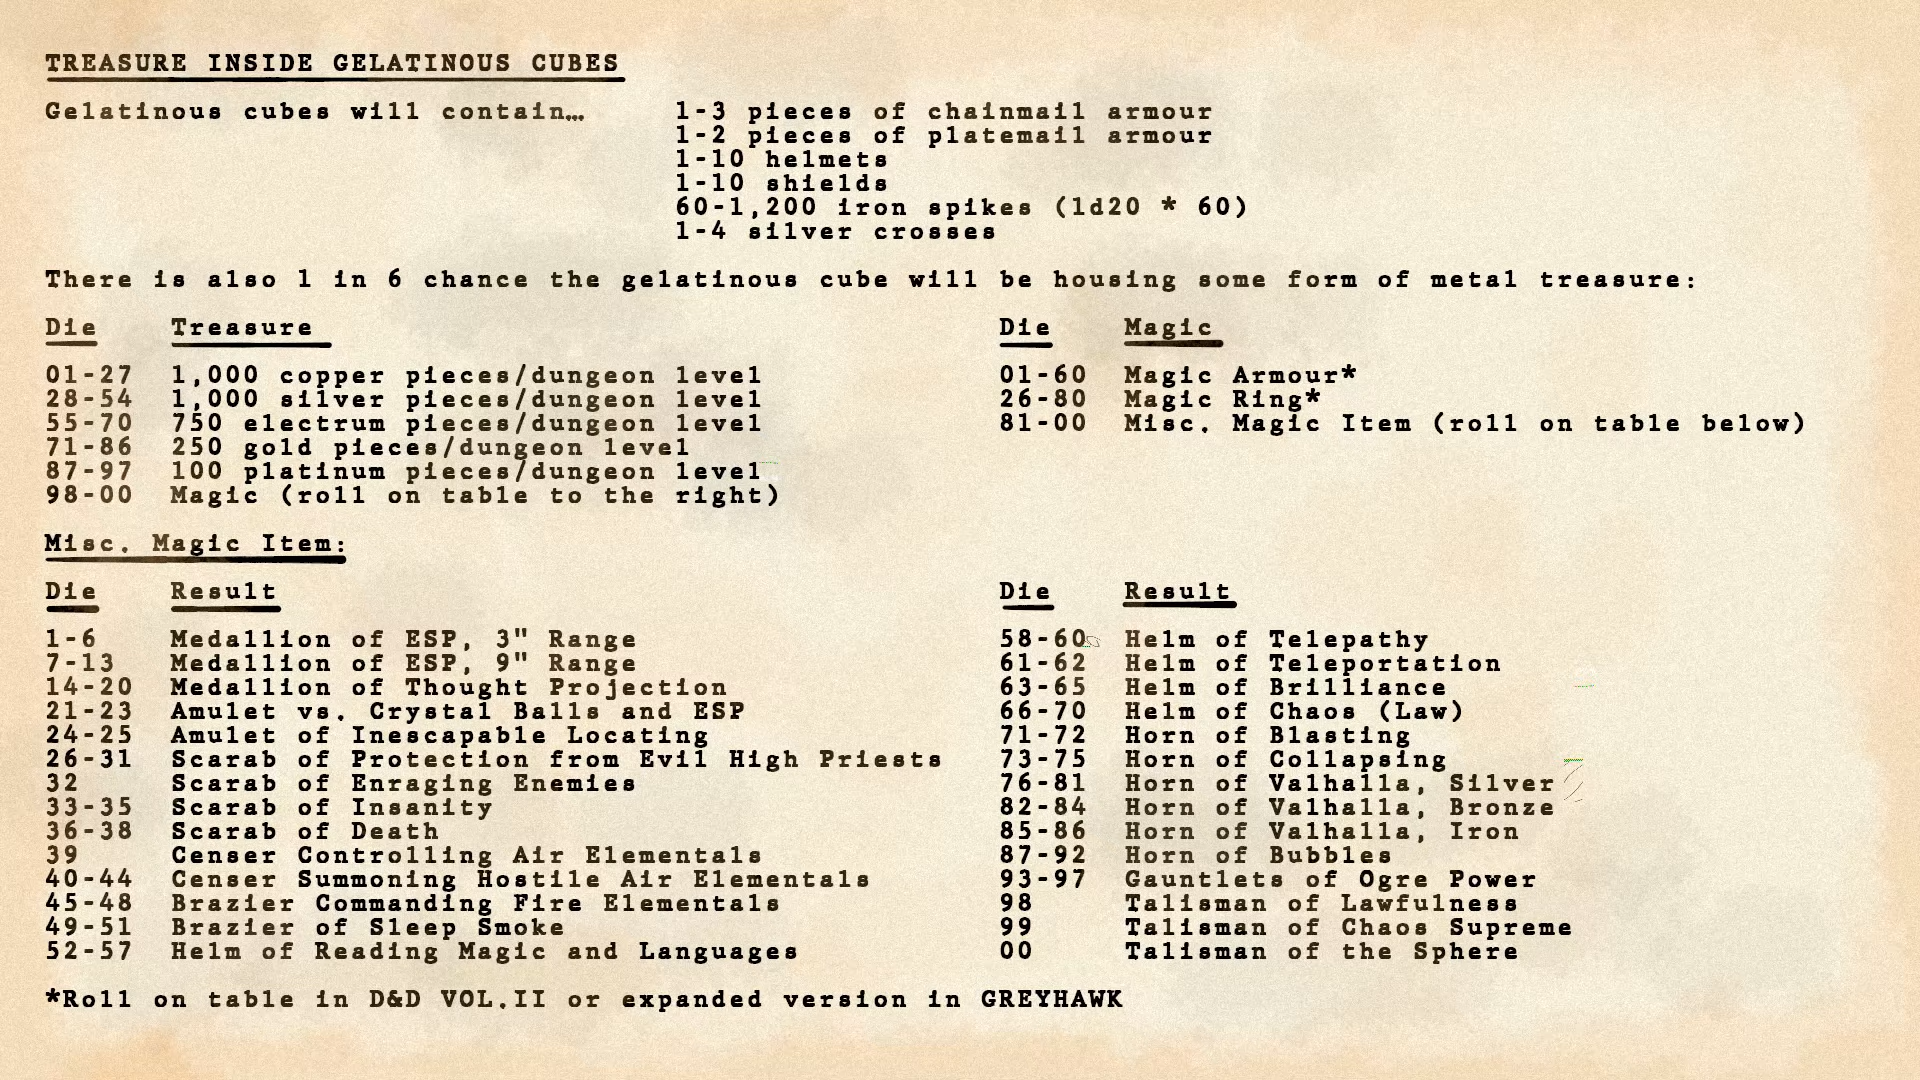 TREASURE INSIDE GELATINOUS CUBES
Gelatinous cubes will contain…
1-3 pieces of chainmail armour
1-2 pieces of platemail armour
1-10 helmets
1-10 shields
60-1,200 iron spikes (1d20 * 60)
1-4 silver crosses
There is also 1 in 6 chance the gelatinous cube will be housing some form of metal treasure:
Die Treasure
01-27 1,000 copper pieces/dungeon level
28-54 1,000 silver pieces/dungeon level
55-70 750 electrum pieces/dungeon level
71-86 250 gold pieces/dungeon level
87-97 100 platinum pieces/dungeon level
98-00 Magic (roll on table to the right)
Die Magic
01-60 Magic Armour*
26-80 Magic Ring*
81-00 Misc. Magic Item (roll on table below)
Misc. Magic Item:
Die Result
1-6 Medallion of ESP, 3" Range
7-13 Medallion of ESP, 9" Range
14-20 Medallion of Thought Projection
21-23 Amulet vs. Crystal Balls and ESP
24-25 Amulet of Inescapable Locating
26-31 Scarab of Protection from Evil High Priests
32 Scarab of Enraging Enemies
33-35 Scarab of Insanity
36-38 Scarab of Death
39 Censer Controlling Air Elementals
40-44 Censer Summoning Hostile Air Elementals
45-48 Brazier Commanding Fire Elementals
49-51 Brazier of Sleep Smoke
52-57 Helm of Reading Magic and Languages
Die Result
58-60 Helm of Telepathy
61-62 Helm of Teleportation
63-65 Helm of Brilliance
66-70 Helm of Chaos (Law)
71-72 Horn of Blasting
73-75 Horn of Collapsing
76-81 Horn of Valhalla, Silver
82-84 Horn of Valhalla, Bronze
85-86 Horn of Valhalla, Iron
87-92 Horn of Bubbles
93-97 Gauntlets of Ogre Power
98 Talisman of Lawfulness
99 Talisman of Chaos Supreme
00 Talisman of the Sphere
*Roll on table in D&D VOL.II or expanded version in GREYHAWK